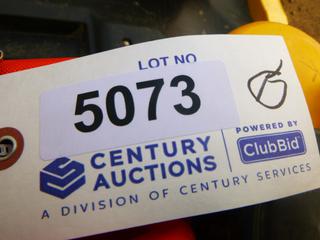 LOT NO
5073
CENTURY
AUCTIONS
POWERED BY
ClubBid
A DIVISION OF CENTURY SERVICES